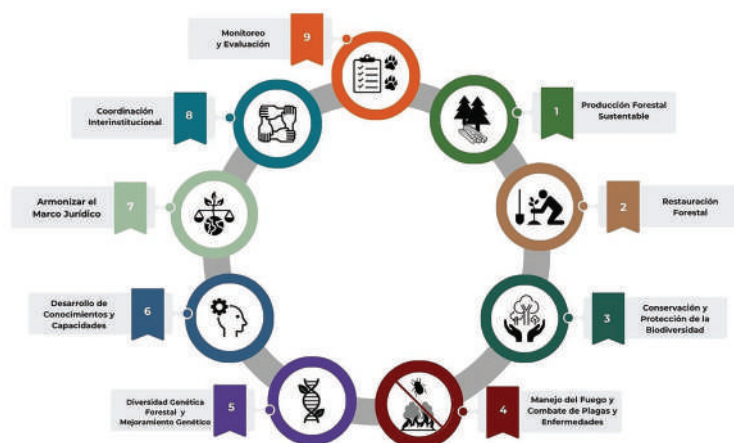 9
Monitoreo
y Evaluación
1
Producción Forestal
Sustentable
2
Restauración
Forestal
3
Conservación y
Protección de la
Biodiversidad
4
Manejo del Fuego y
Combate de Plagas y
Enfermedades
5
Diversidad Genética
Forestal y
Mejoramiento Genético
6
Desarrollo de
Conocimientos y
Capacidades
7
Armonizar el
Marco Jurídico
8
Coordinación
Interinstitucional